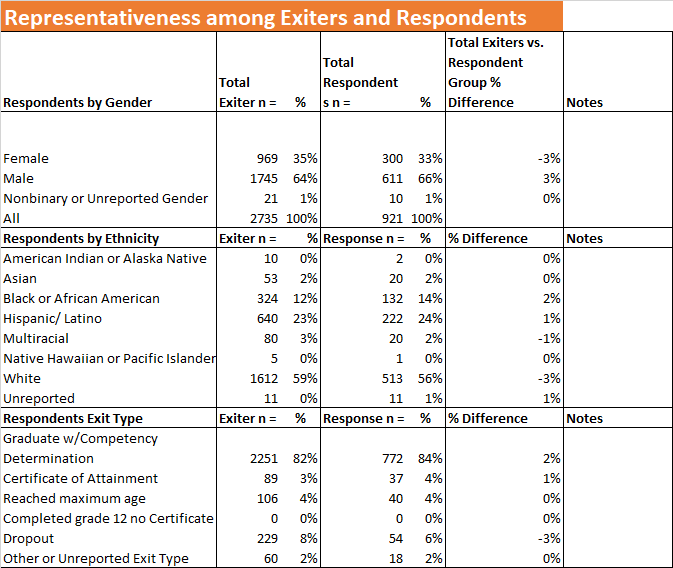 Representativeness among Exiters and Respondents
Respondents by Gender Total Exiter n = % Total Respondent s n = % Total Exiters vs. Respondent Group % Difference Notes
Female 969 35% 300 33% -3%
Male 1745 64% 611 66% 3%
Nonbinary or Unreported Gender 21 1% 10 1% 0%
All 2735 100% 921 100%
Respondents by Ethnicity Exiter n = % Response n = % % Difference Notes
American Indian or Alaska Native 10 0% 2 0% 0%
Asian 53 2% 20 2% 0%
Black or African American 324 12% 132 14% 2%
Hispanic/ Latino 640 23% 222 24% 1%
Multiracial 80 3% 20 2% -1%
Native Hawaiian or Pacific Islander 5 0% 1 0% 0%
White 1612 59% 513 56% -3%
Unreported 11 0% 11 1% 1%
Respondents Exit Type Exiter n = % Response n = % % Difference Notes
Graduate w/Competency
Determination 2251 82% 772 84% 2%
Certificate of Attainment 89 3% 37 4% 1%
Reached maximum age 106 4% 40 4% 0%
Completed grade 12 no Certificate 0 0% 0 0% 0%
Dropout 229 8% 54 6% -3%
Other or Unreported Exit Type 60 2% 18 2% 0%